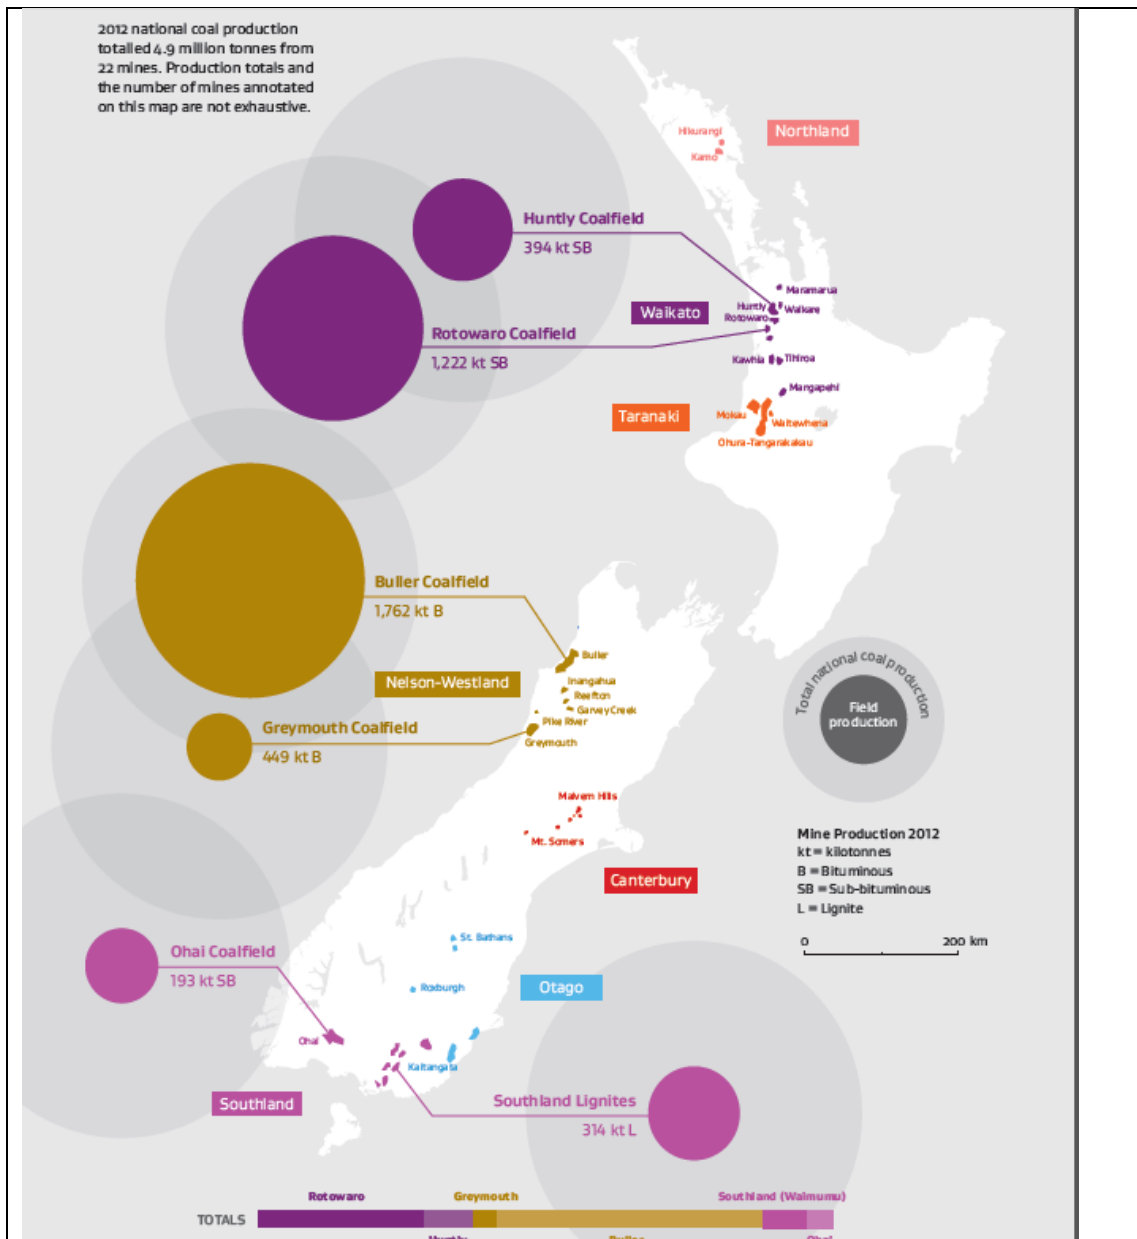 2012 national coal production
totalled 4.9 million tonnes from
22 mines. Production totals and
the number of mines annotated
on this map are not exhaustive.
Hikurangi
Kamo
Northland
Huntly Coalfield
394 kt SB
Maramarua
Huntly
Waikare
Rotowaro
Waikato
Rotowaro Coalfield
1,222 kt SB
Kawhia
Tihiroa
Mangapehi
Taranaki
Mokau
Waitewhena
Ohura-Tangarakakau
Buller Coalfield
1,762 kt B
Buller
Inangahua
Reefton
Garvey Creek
Pike River
Greymouth
Nelson-Westland
Greymouth Coalfield
449 kt B
Total national coal production
Field
production
Malvern Hills
Mt. Somers
Canterbury
Mine Production 2012
kt = kilotonnes
B = Bituminous
SB = Sub-bituminous
L = Lignite
0 200 km
St. Bathans
Ohai Coalfield
193 kt SB
Roxburgh
Otago
Ohai
Kaitangata
Southland
Southland Lignites
314 kt L
Rotowaro Greymouth Southland (Waimumu)
TOTALS